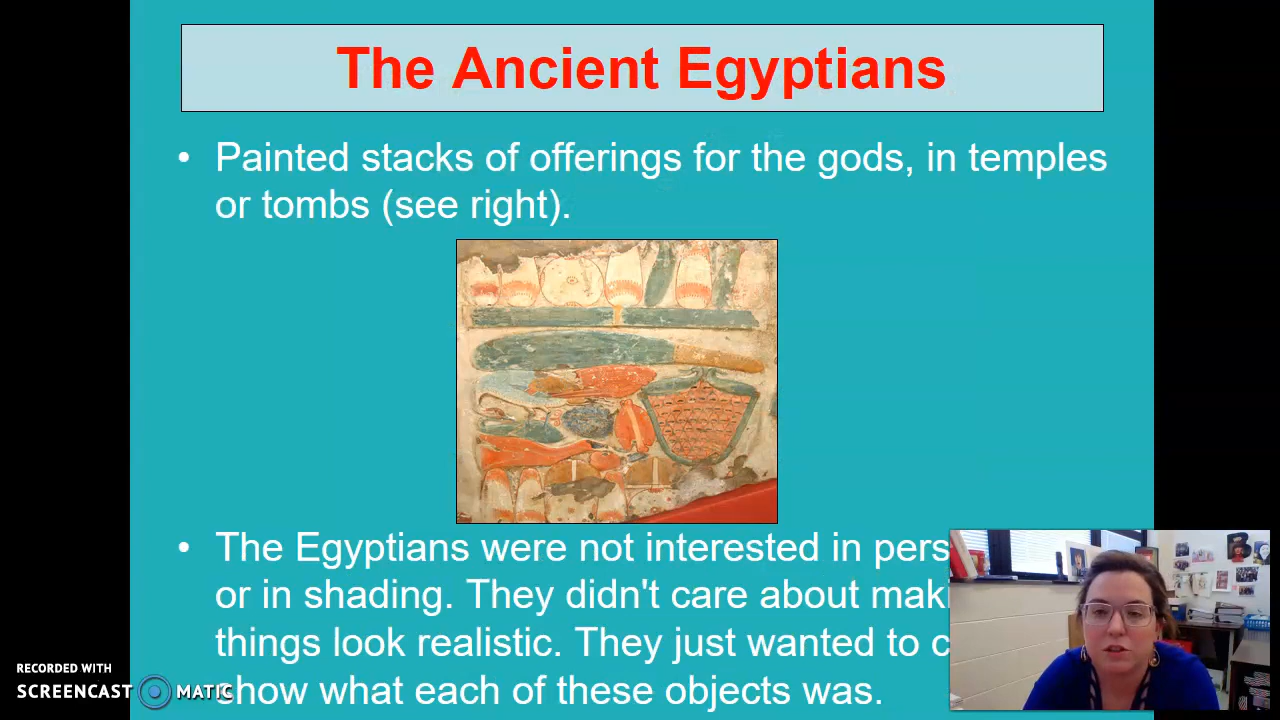 The Ancient Egyptians
• Painted stacks of offerings for the gods, in temples
or tombs (see right).
• The Egyptians were not interested in
or in shading. They didn't care about
things look realistic. They just wanted to
show what each of these objects was.
RECORDED WITH
SCREENCAST MATIC